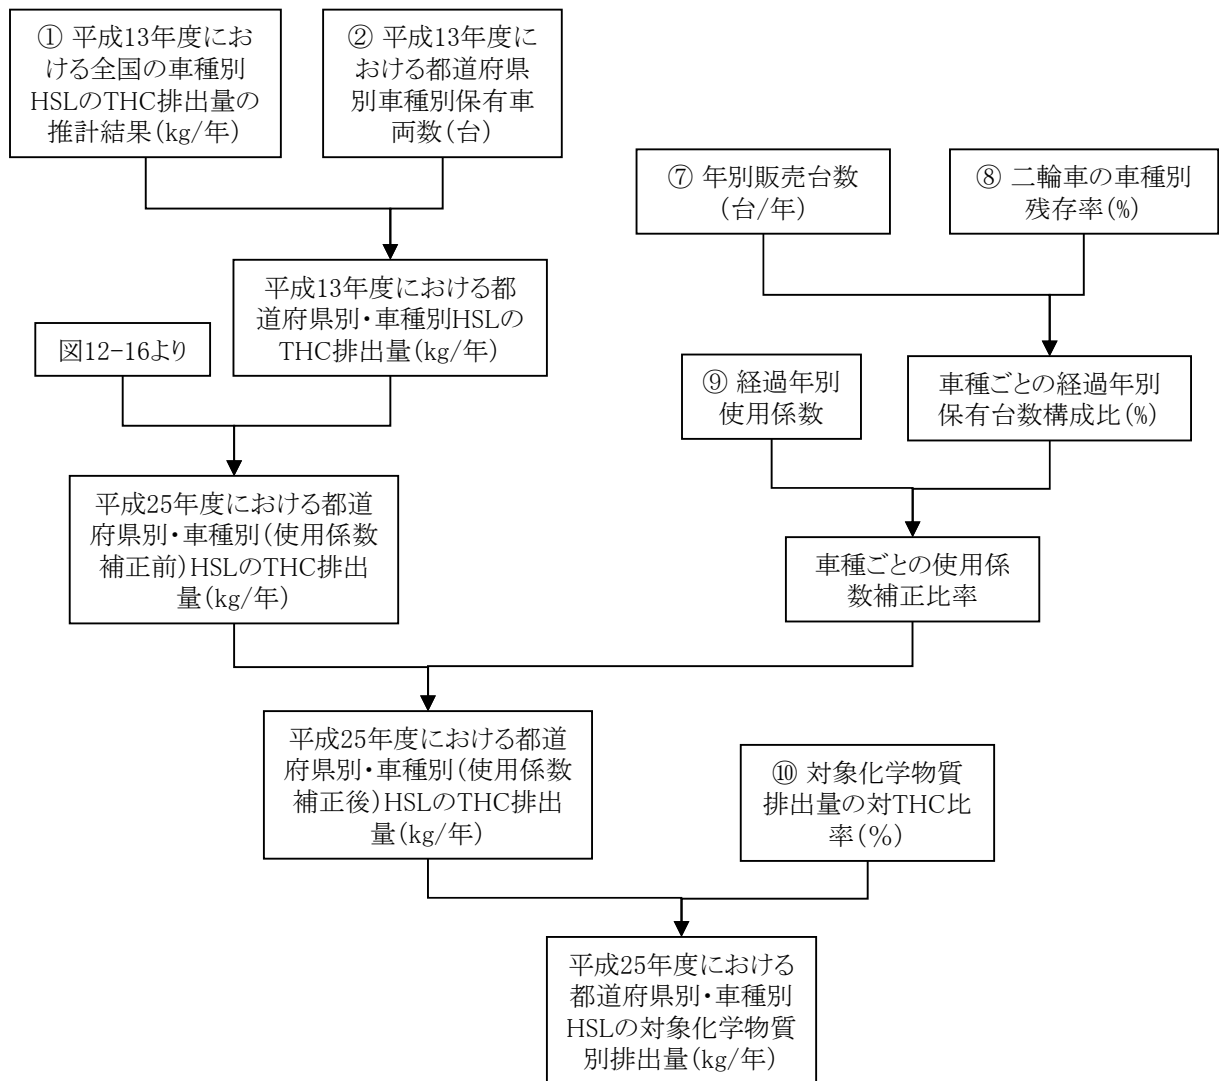 ① 平成13年度にお
ける全国の車種別
HSLのTHC排出量の
推計結果(kg/年)
② 平成13年度に
おける都道府県
別車種別保有車
両数(台)
⑦ 年別販売台数
(台/年)
⑧ 二輪車の車種別
残存率(%)
平成13年度における都
道府県別・車種別HSLの
THC排出量(kg/年)
図12-16より
⑨ 経過年別
使用係数
車種ごとの経過年別
保有台数構成比(%)
平成25年度における都道
府県別・車種別(使用係数
補正前)HSLのTHC排出
量(kg/年)
車種ごとの使用係
数補正比率
平成25年度における都道
府県別・車種別(使用係数
補正後)HSLのTHC排出
量(kg/年)
⑩ 対象化学物質
排出量の対THC比
率(%)
平成25年度における
都道府県別・車種別
HSLの対象化学物質
別排出量(kg/年)